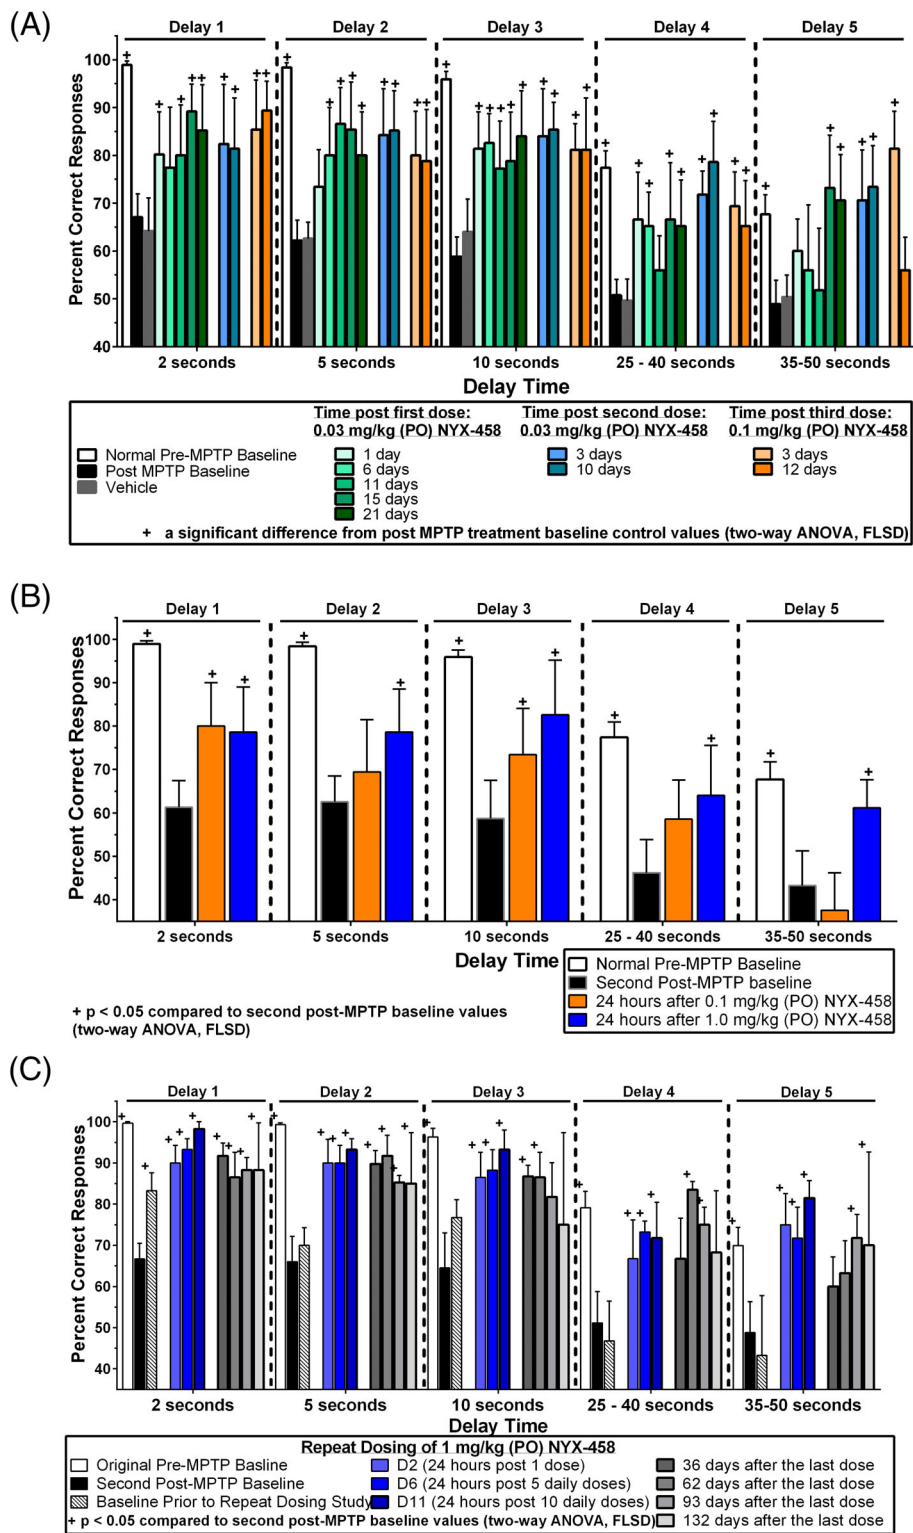 (A)
Delay 1 Delay 2 Delay 3 Delay 4 Delay 5
Percent Correct Responses
100
90
80
70
60
50
40
2 seconds 5 seconds 10 seconds 25 - 40 seconds 35-50 seconds
Delay Time
Time post first dose: Time post second dose: Time post third dose:
0.03 mg/kg (PO) NYX-458 0.03 mg/kg (PO) NYX-458 0.1 mg/kg (PO) NYX-458
Normal Pre-MPTP Baseline 1 day 3 days 3 days
Post MPTP Baseline 6 days 10 days 12 days
Vehicle 11 days
15 days
21 days
+ a significant difference from post MPTP treatment baseline control values (two-way ANOVA, FLSD)
(B)
Delay 1 Delay 2 Delay 3 Delay 4 Delay 5
Percent Correct Responses
100
90
80
70
60
50
40
2 seconds 5 seconds 10 seconds 25 - 40 seconds 35-50 seconds
Delay Time
Normal Pre-MPTP Baseline
Second Post-MPTP baseline
24 hours after 0.1 mg/kg (PO) NYX-458
24 hours after 1.0 mg/kg (PO) NYX-458
+ p < 0.05 compared to second post-MPTP baseline values
(two-way ANOVA, FLSD)
(C)
Delay 1 Delay 2 Delay 3 Delay 4 Delay 5
Percent Correct Responses
100
90
80
70
60
50
40
2 seconds 5 seconds 10 seconds 25 - 40 seconds 35-50 seconds
Delay Time
Repeat Dosing of 1 mg/kg (PO) NYX-458
Original Pre-MPTP Basline D2 (24 hours post 1 dose) 36 days after the last dose
Second Post-MPTP Baseline D6 (24 hours post 5 daily doses) 62 days after the last dose
Baseline Prior to Repeat Dosing Study D11 (24 hours post 10 daily doses) 93 days after the last dose
+ p < 0.05 compared to second post-MPTP baseline values (two-way ANOVA, FLSD) 132 days after the last dose